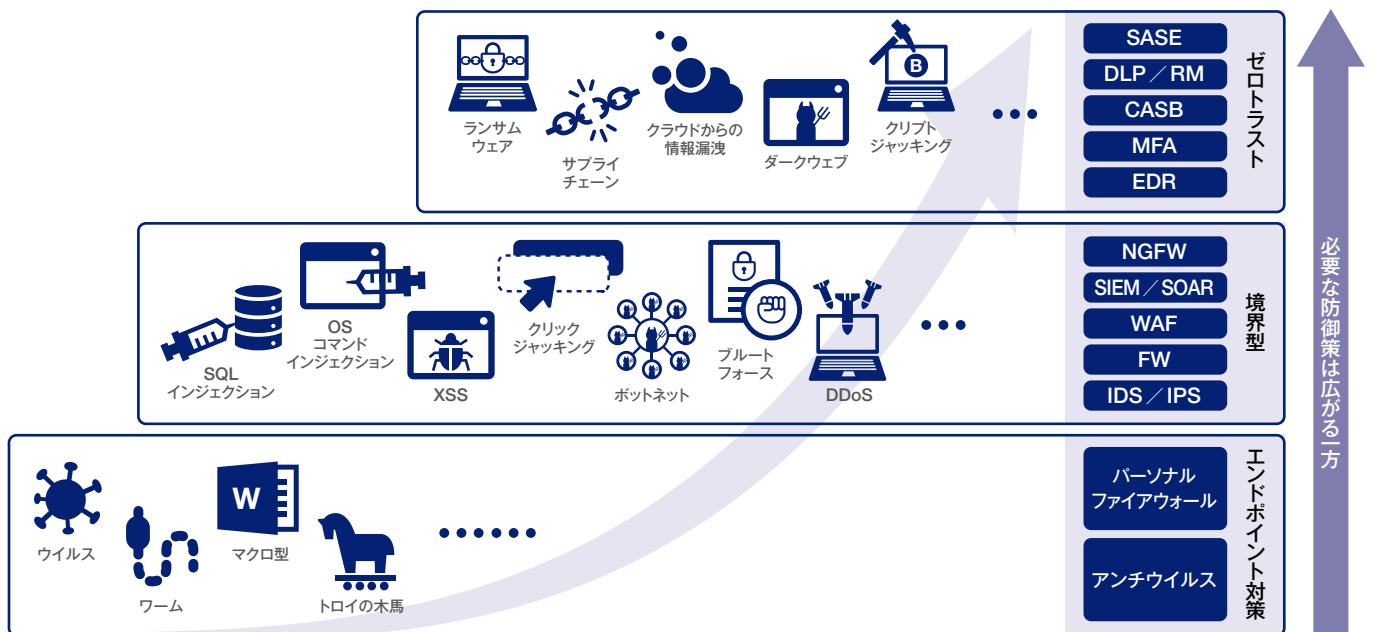 ランサム
ウェア
サプライ
チェーン
クラウドからの
情報漏洩
ダークウェブ
B
クリプト
ジャッキング
SASE
DLP／RM
CASB
MFA
EDR
ゼロトラスト
SQL
インジェクション
OS
コマンド
インジェクション
XSS
クリック
ジャッキング
ボットネット
ブルート
フォース
DDoS
NGFW
SIEM／SOAR
WAF
FW
IDS／IPS
境界型
ウイルス
ワーム
W
マクロ型
トロイの木馬
パーソナル
ファイアウォール
アンチウイルス
エンドポイント対策
必要な防御策は広がる一方